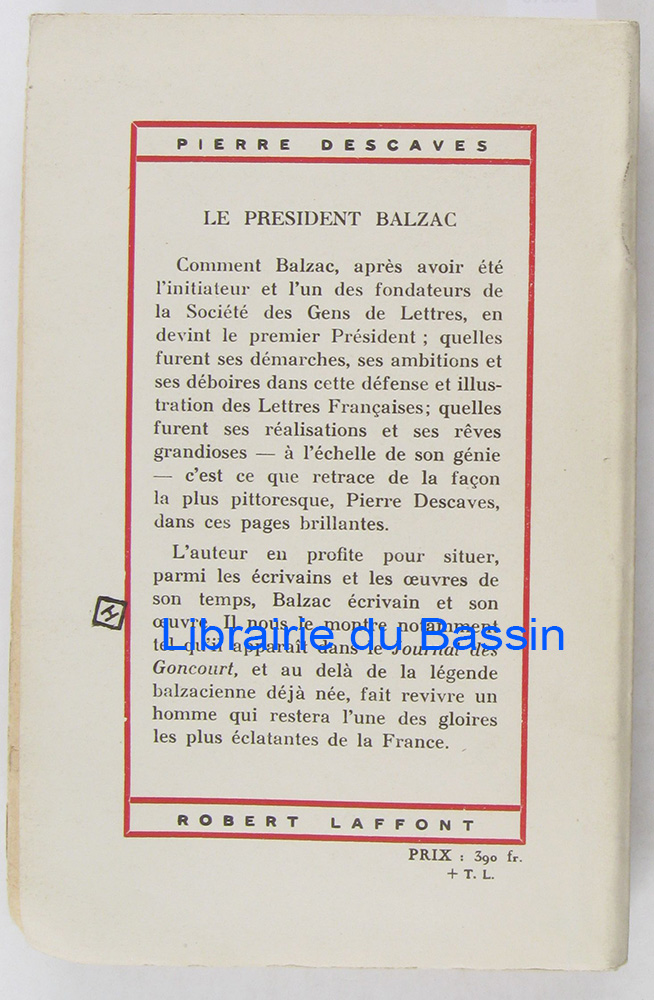 PIERRE DESCAVES
LE PRESIDENT BALZAC
Comment Balzac, après avoir été
l'initiateur et l'un des fondateurs de
la Société des Gens de Lettres, en
devint le premier Président ; quelles
furent ses démarches, ses ambitions et
ses déboires dans cette défense et illus-
tration des Lettres Françaises; quelles
furent ses réalisations et ses rêves
grandioses — à l'échelle de son génie
— c'est ce que retrace de la façon
la plus pittoresque, Pierre Descaves,
dans ces pages brillantes.
L'auteur en profite pour situer,
parmi les écrivains et les œuvres de
son temps, Balzac écrivain et son
œuvre. Il nous le montre notamment
Librairie du Bassin
tel qu'il apparaît dans le Journal des
Goncourt, et au delà de la légende
balzacienne déjà née, fait revivre un
homme qui restera l'une des gloires
les plus éclatantes de la France.
ROBERT LAFFONT
PRIX : 390 fr.
+ T. L.